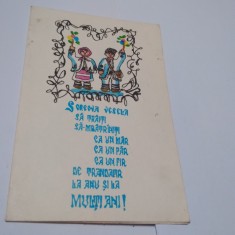 SORCOVA VESELA
SĂ TRĂIȚI
SĂ-MBĂTRÎNIȚI
CA UN MĂR
CA UN PĂR
CA UN FIR
DE TRANDAFIR
LA ANU ȘI LA
MULȚI ANI!